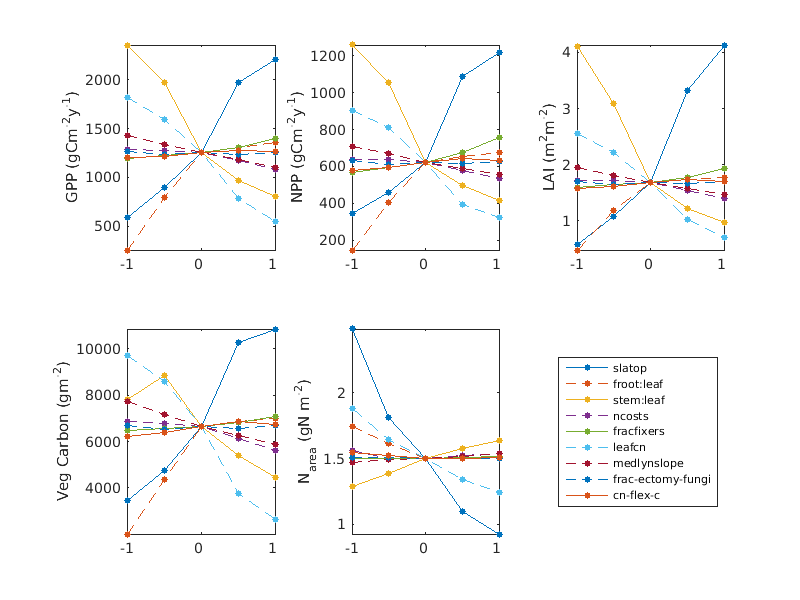 GPP (gCm⁻²y⁻¹)
2000
1500
1000
500
-1 0 1
NPP (gCm⁻²y⁻¹)
1200
1000
800
600
400
200
-1 0 1
LAI (m²m⁻²)
4
3
2
1
-1 0 1
Veg Carbon (gm⁻²)
10000
8000
6000
4000
-1 0 1
N_area (gN m⁻²)
2
1.5
1
-1 0 1
slatop
froot:leaf
stem:leaf
ncosts
fracfixers
leafcn
medlynslope
frac-ectomy-fungi
cn-flex-c